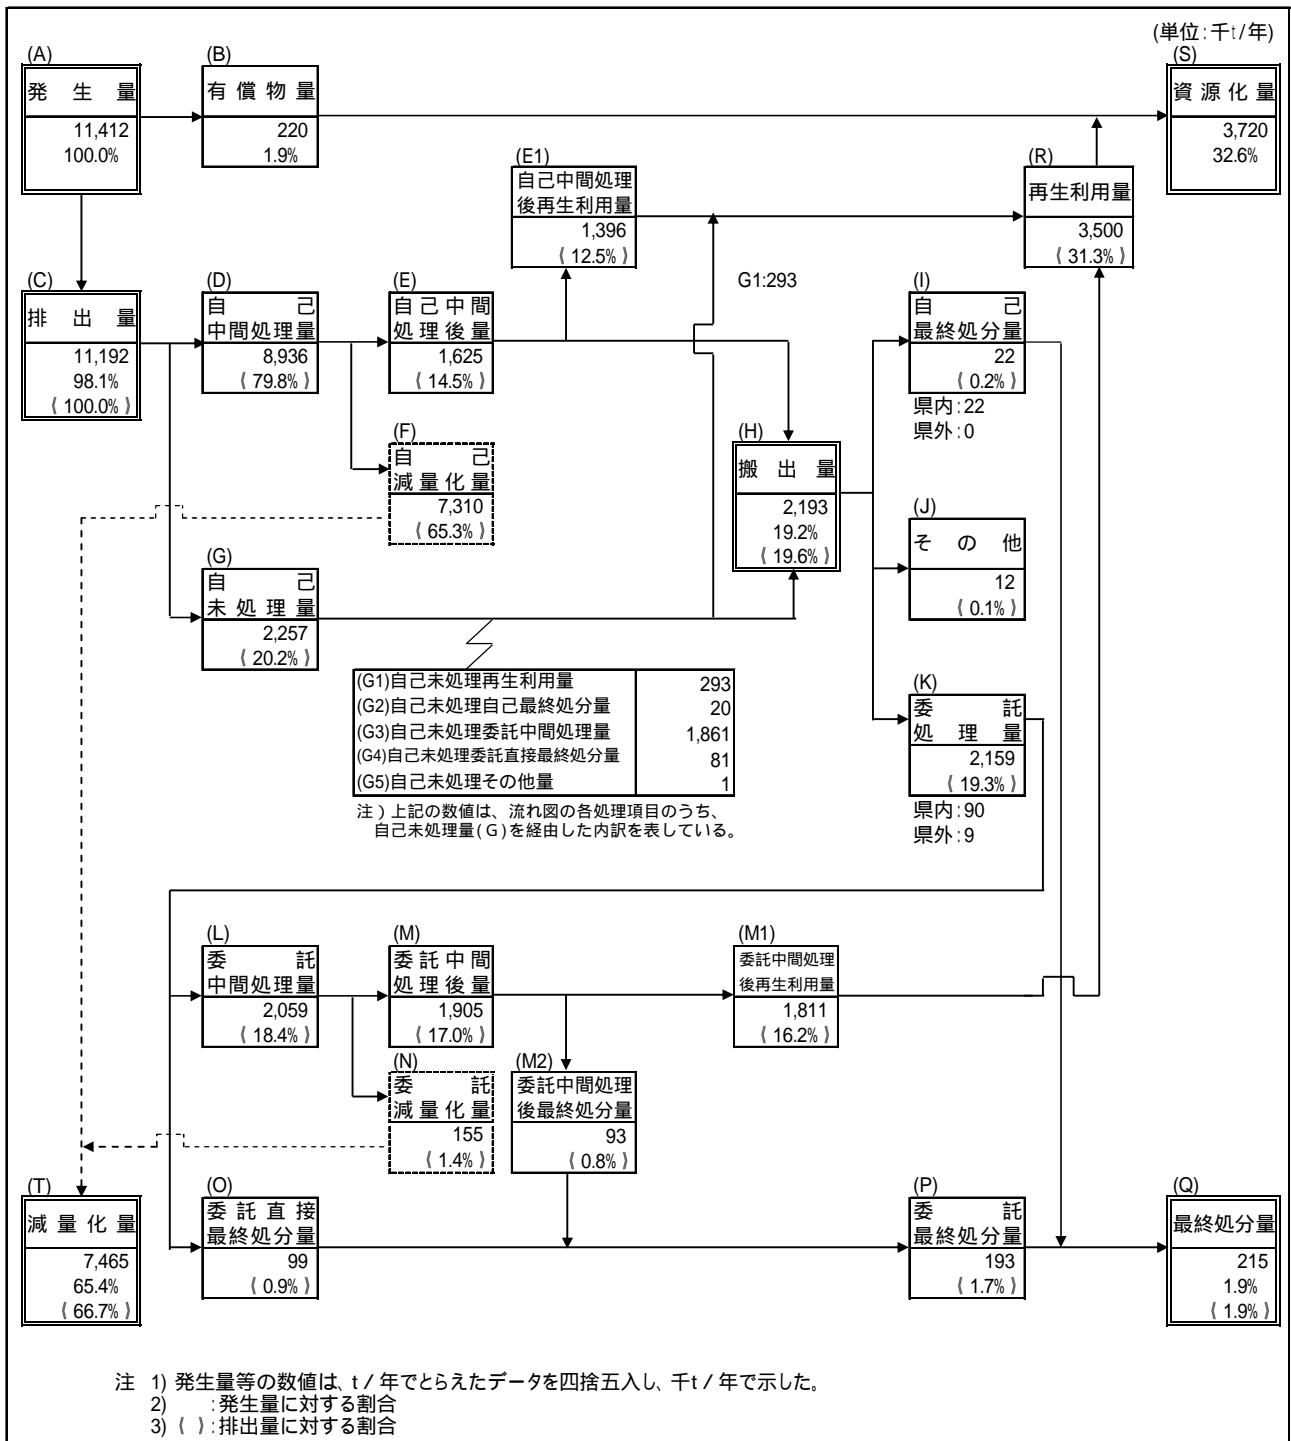 (単位:千t/年)
(A)
発生量
11,412
100.0%
(B)
有償物量
220
1.9%
(S)
資源化量
3,720
32.6%
(E1)
自己中間処理
後再生利用量
1,396
《 12.5% 》
(R)
再生利用量
3,500
《 31.3% 》
G1:293
(C)
排出量
11,192
98.1%
《 100.0% 》
(D)
自己
中間処理量
8,936
《 79.8% 》
(E)
自己中間
処理後量
1,625
《 14.5% 》
(I)
自己
最終処分量
22
《 0.2% 》
県内:22
県外:0
(F)
自己
減量化量
7,310
《 65.3% 》
(H)
搬出量
2,193
19.2%
《 19.6% 》
(J)
その他
12
《 0.1% 》
(G)
自己
未処理量
2,257
《 20.2% 》
(G1)自己未処理再生利用量 293
(G2)自己未処理自己最終処分量 20
(G3)自己未処理委託中間処理量 1,861
(G4)自己未処理委託直接最終処分量 81
(G5)自己未処理その他量 1
注)上記の数値は、流れ図の各処理項目のうち、
自己未処理量(G)を経由した内訳を表している。
(K)
委託
処理量
2,159
《 19.3% 》
県内:90
県外:9
(L)
委託
中間処理量
2,059
《 18.4% 》
(M)
委託中間
処理後量
1,905
《 17.0% 》
(M1)
委託中間処理
後再生利用量
1,811
《 16.2% 》
(N)
委託
減量化量
155
《 1.4% 》
(M2)
委託中間処理
後最終処分量
93
《 0.8% 》
(T)
減量化量
7,465
65.4%
《 66.7% 》
(O)
委託直接
最終処分量
99
《 0.9% 》
(P)
委託
最終処分量
193
《 1.7% 》
(Q)
最終処分量
215
1.9%
《 1.9% 》
注 1) 発生量等の数値は、t/年でとらえたデータを四捨五入し、千t/年で示した。
2) :発生量に対する割合
3) 《 》:排出量に対する割合